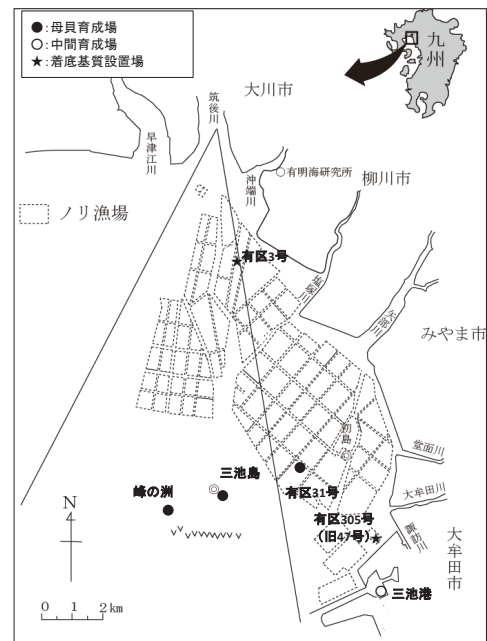 ●:母貝育成場
○:中間育成場
★:着底基質設置場
九州
大川市
筑後川
早津江川
沖端川
○有明海研究所
柳川市
ノリ漁場
有区3号
塩塚川
矢部川
みやま市
初島
堂面川
三池島
峰の洲
有区31号
大牟田川
有区305号
(旧47号)
諏訪川
大牟田市
N
三池港
0 1 2km